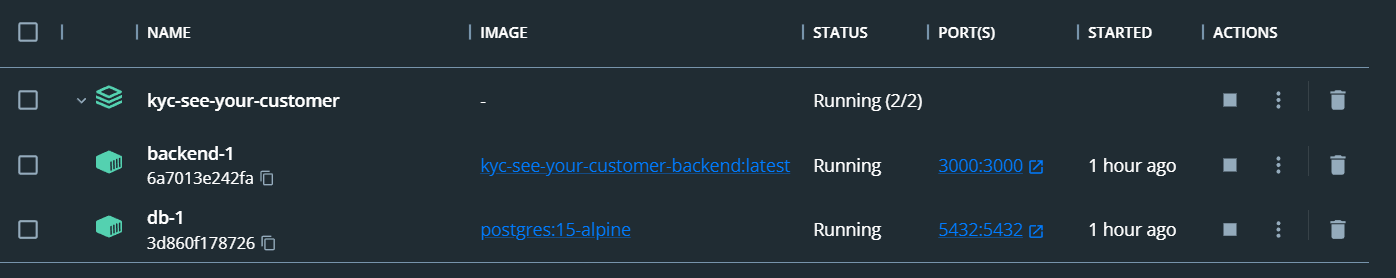 NAME IMAGE STATUS PORT(S) STARTED ACTIONS
kyc-see-your-customer - Running (2/2)
backend-1
6a7013e242fa kyc-see-your-customer-backend:latest Running 3000:3000 1 hour ago
db-1
3d860f178726 postgres:15-alpine Running 5432:5432 1 hour ago